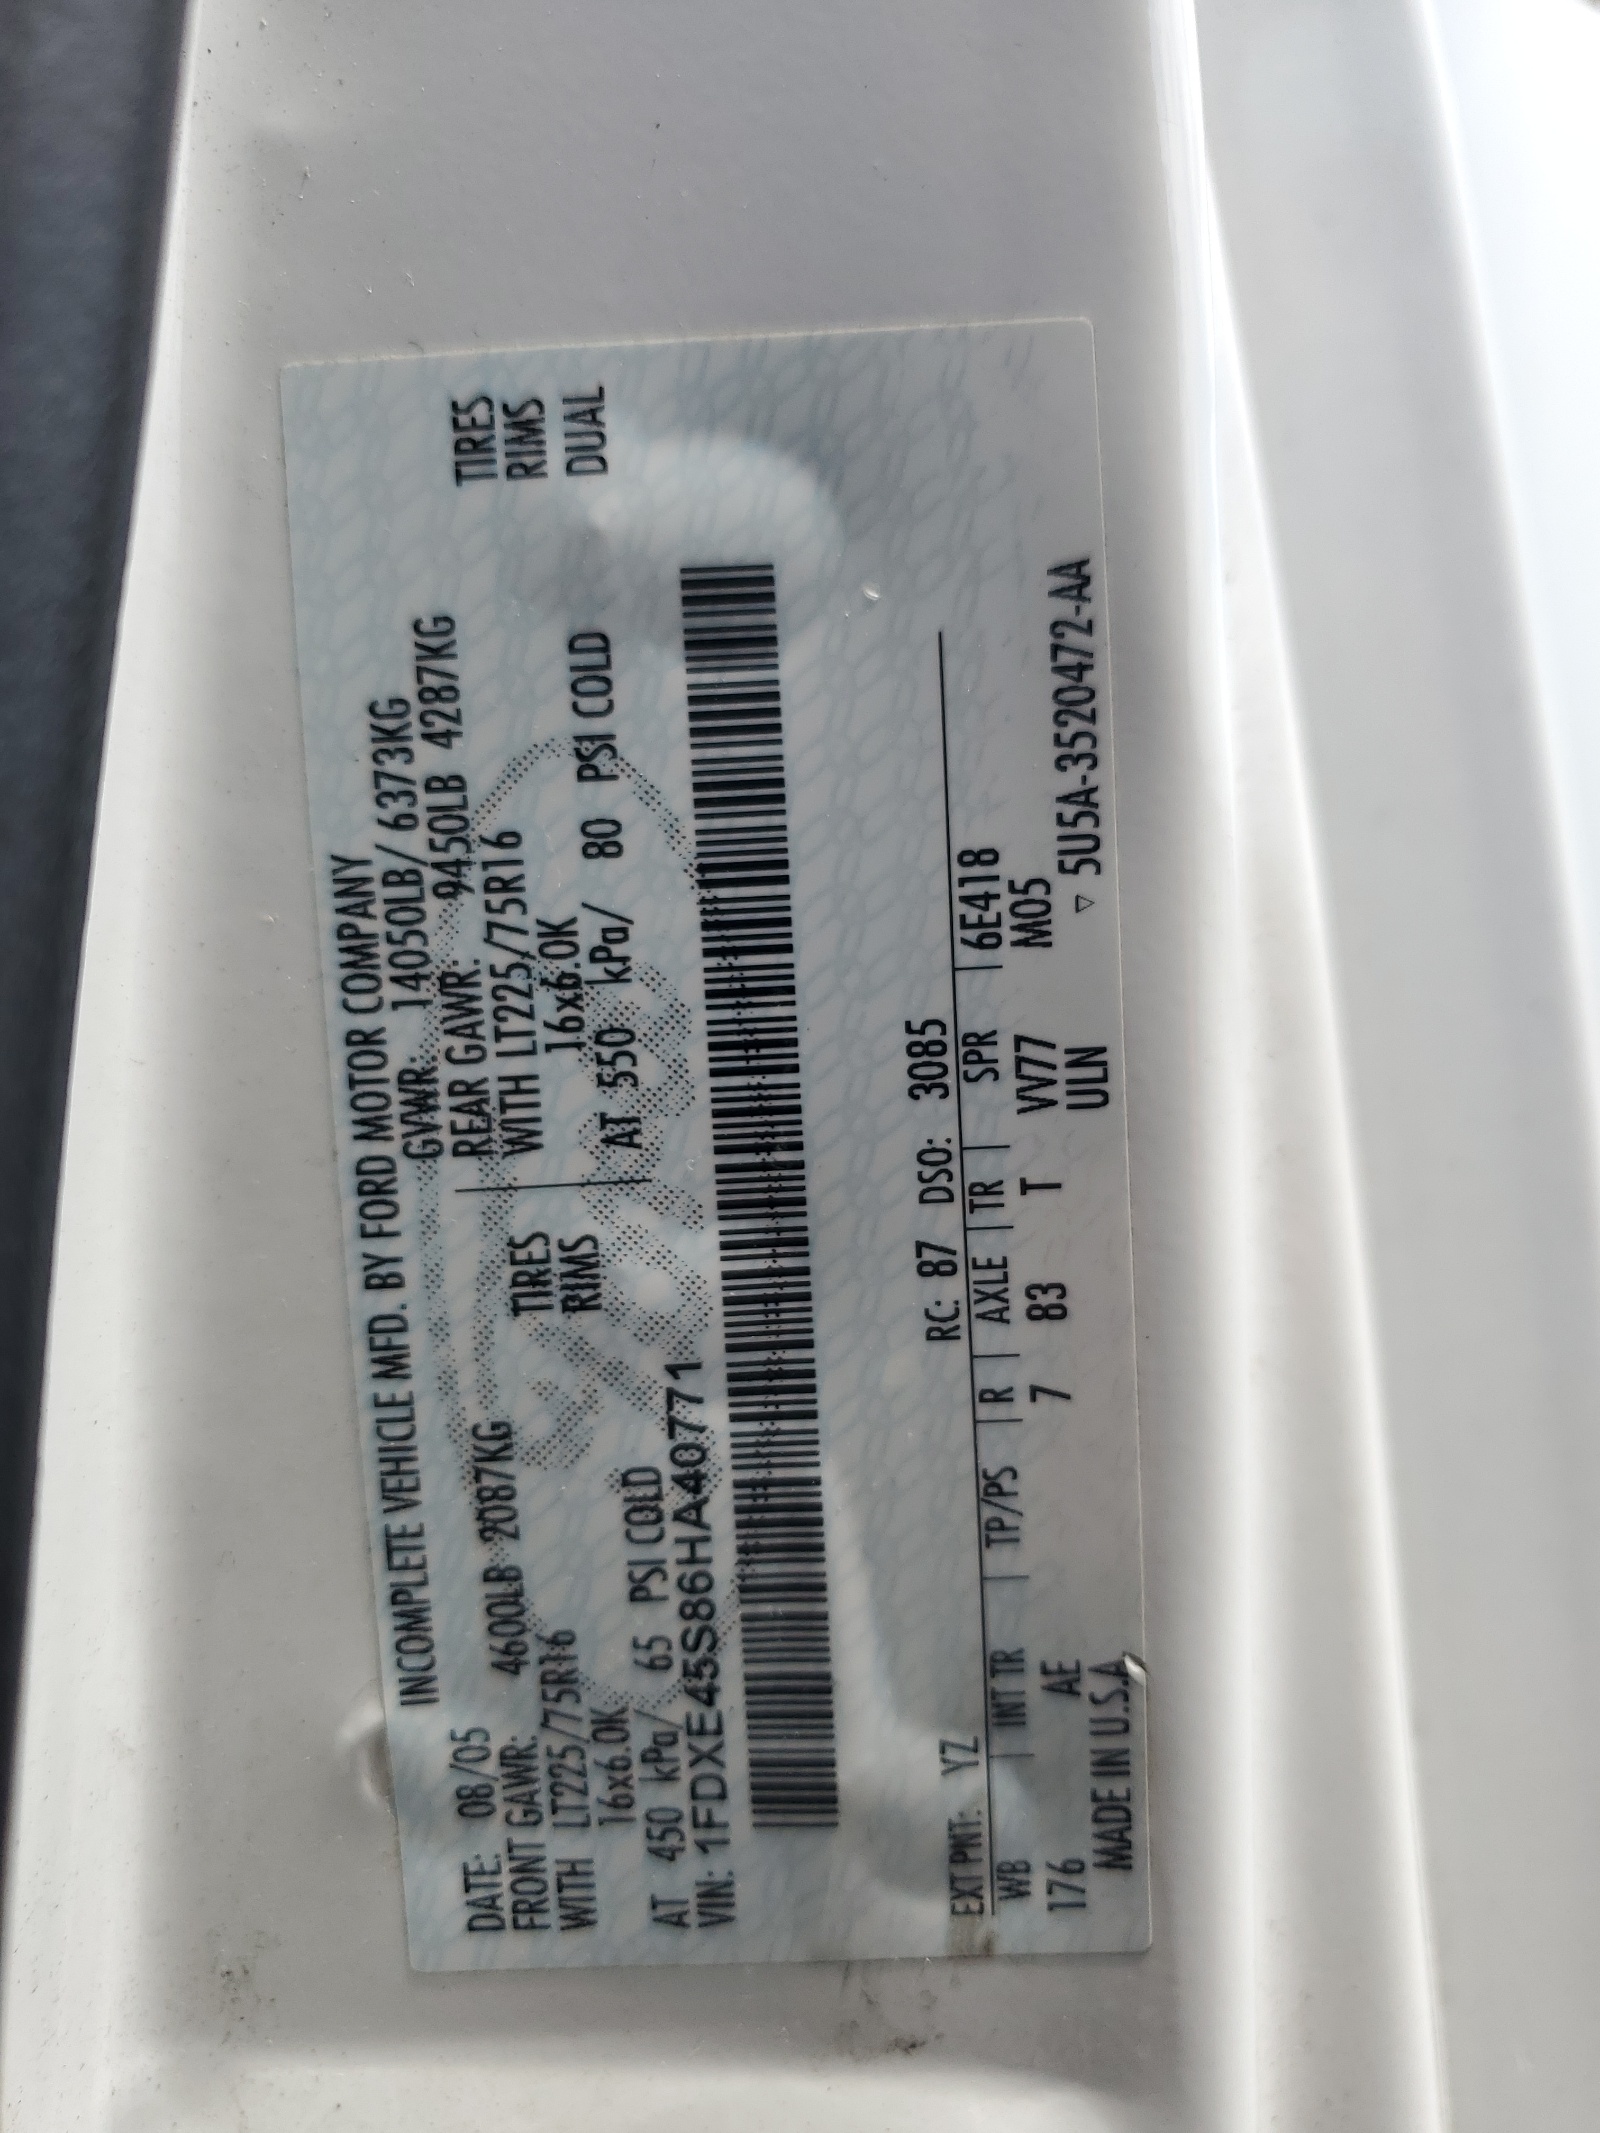 INCOMPLETE VEHICLE MFD. BY FORD MOTOR COMPANY
DATE: 08/05 GVWR: 14050LB/ 6373KG
FRONT GAWR: 4600LB 2087KG REAR GAWR: 9450LB 4287KG
WITH LT225/75R16 TIRES WITH LT225/75R16 TIRES
16x6.0K RIMS 16x6.0K RIMS
AT 450 kPa/ 65 PSI COLD AT 550 kPa/ 80 PSI COLD DUAL
VIN: 1FDXE45S86HA40771
EXT PNT: YZ RC: 87 DSO: 3085
WB | INT TR | TP/PS | R | AXLE | TR | SPR | 6E418
176 AE 7 83 T VV77 M05
MADE IN U.S.A ULN ▽ 5U5A-3520472-AA